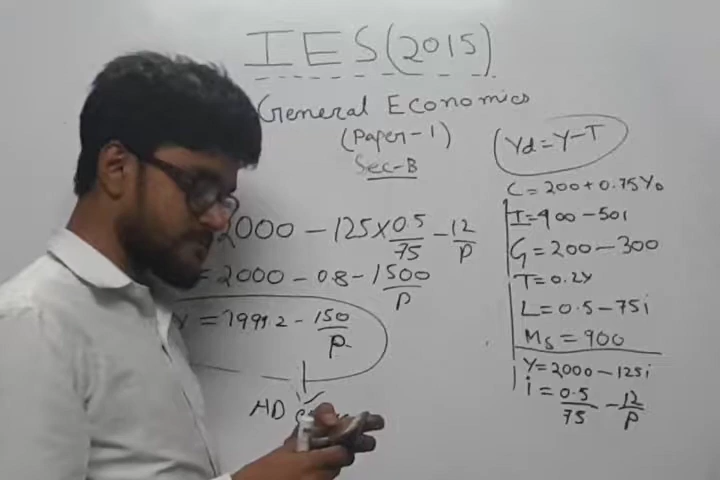 IES(2015)
General Economics
(Paper-1)
Sec-B
2000 - 125 × 0.5/75 - 12/P
= 2000 - 0.8 - 1500/P
Y = 1999.2 - 150/P
AD
Yd = Y-T
C = 200 + 0.75YD
I = 900 - 50i
G = 200 - 300
T = 0.2Y
L = 0.5 - 75i
Ms = 900
Y = 2000 - 125i
i = 0.5/75 - 12/P